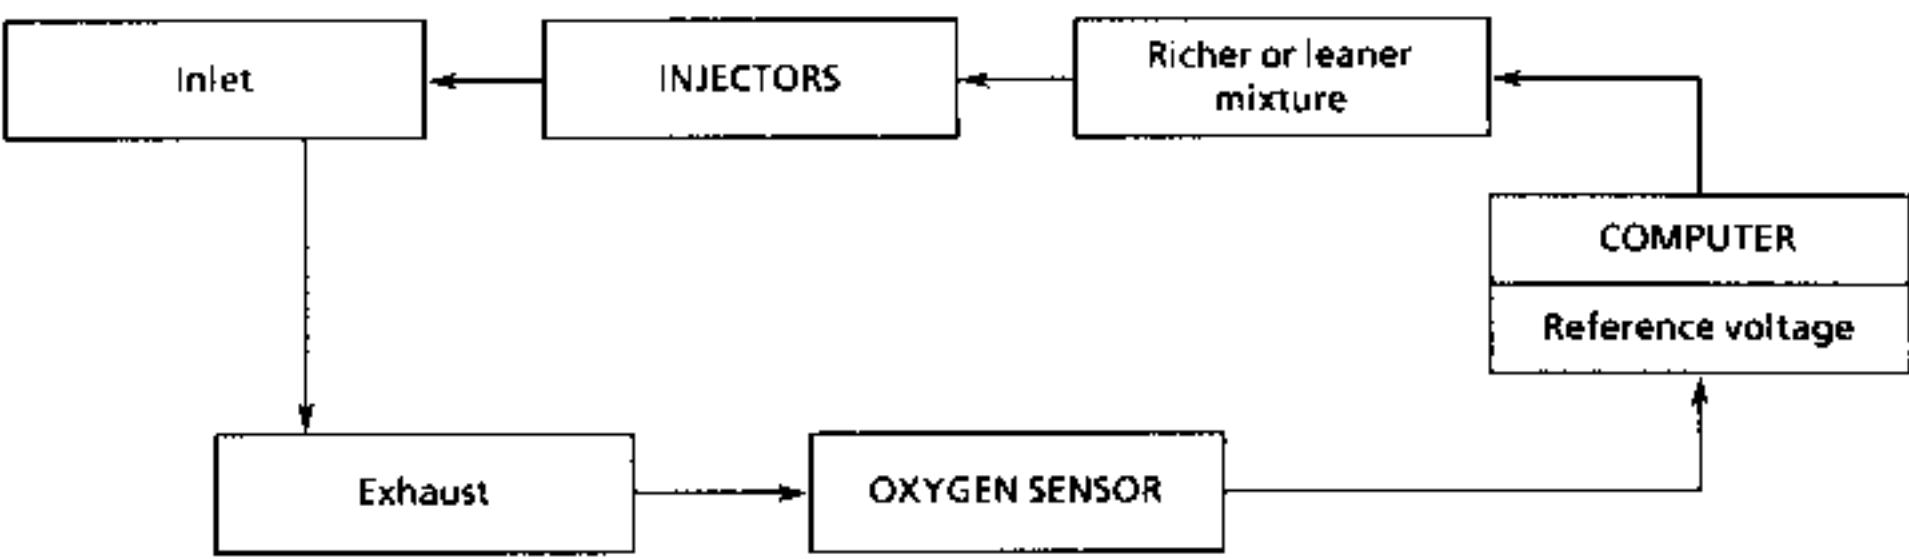 Inlet
INJECTORS
Richer or leaner
mixture
COMPUTER
Reference voltage
Exhaust
OXYGEN SENSOR